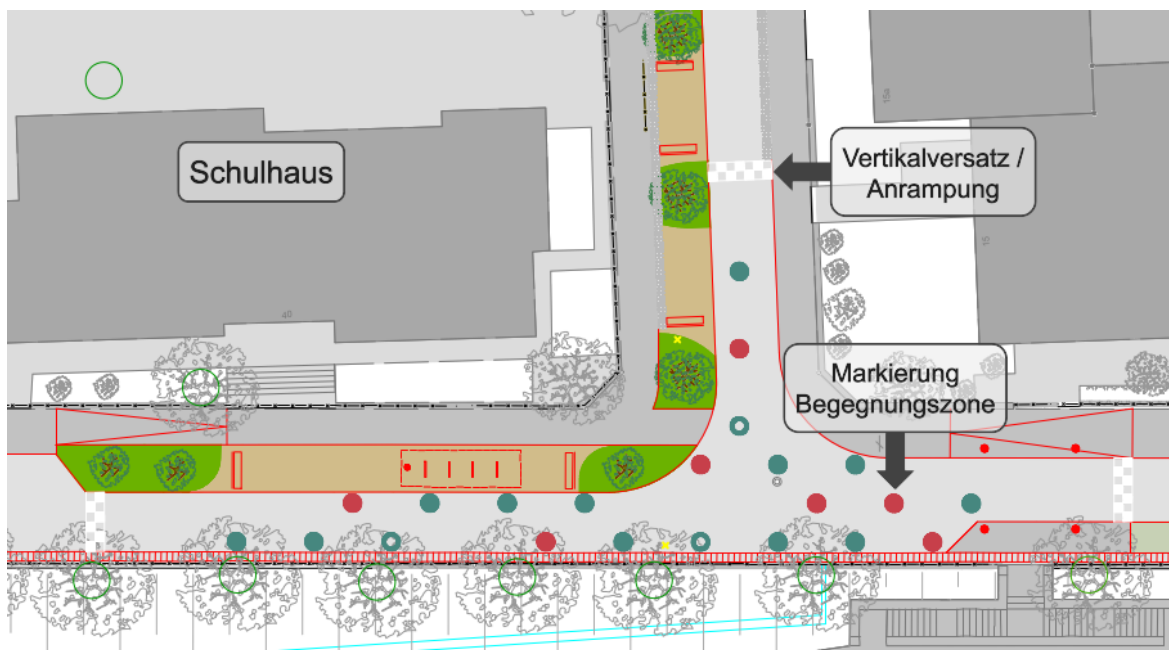 15a
Schulhaus
Vertikalversatz /
Anrampung
15
40
Markierung
Begegnungszone